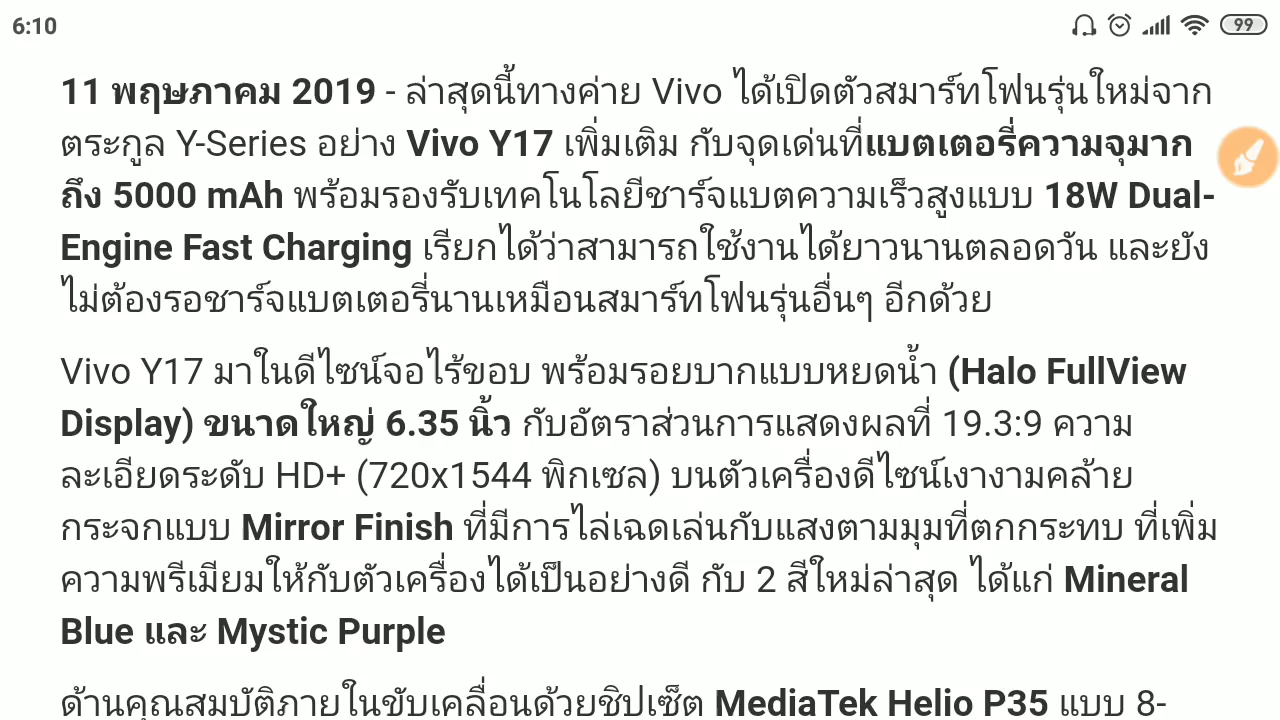 6:10
99
11 พฤษภาคม 2019 - ล่าสุดนี้ทางค่าย Vivo ได้เปิดตัวสมาร์ทโฟนรุ่นใหม่จาก
ตระกูล Y-Series อย่าง Vivo Y17 เพิ่มเติม กับจุดเด่นที่แบตเตอรี่ความจุมาก
ถึง 5000 mAh พร้อมรองรับเทคโนโลยีชาร์จแบตความเร็วสูงแบบ 18W Dual-
Engine Fast Charging เรียกได้ว่าสามารถใช้งานได้ยาวนานตลอดวัน และยัง
ไม่ต้องรอชาร์จแบตเตอรี่นานเหมือนสมาร์ทโฟนรุ่นอื่นๆ อีกด้วย
Vivo Y17 มาในดีไซน์จอไร้ขอบ พร้อมรอยบากแบบหยดน้ำ (Halo FullView
Display) ขนาดใหญ่ 6.35 นิ้ว กับอัตราส่วนการแสดงผลที่ 19.3:9 ความ
ละเอียดระดับ HD+ (720x1544 พิกเซล) บนตัวเครื่องดีไซน์เงางามคล้าย
กระจกแบบ Mirror Finish ที่มีการไล่เฉดเล่นกับแสงตามมุมที่ตกกระทบ ที่เพิ่ม
ความพรีเมียมให้กับตัวเครื่องได้เป็นอย่างดี กับ 2 สีใหม่ล่าสุด ได้แก่ Mineral
Blue และ Mystic Purple
ด้านคุณสมบัติภายในขับเคลื่อนด้วยชิปเซ็ต MediaTek Helio P35 แบบ 8-